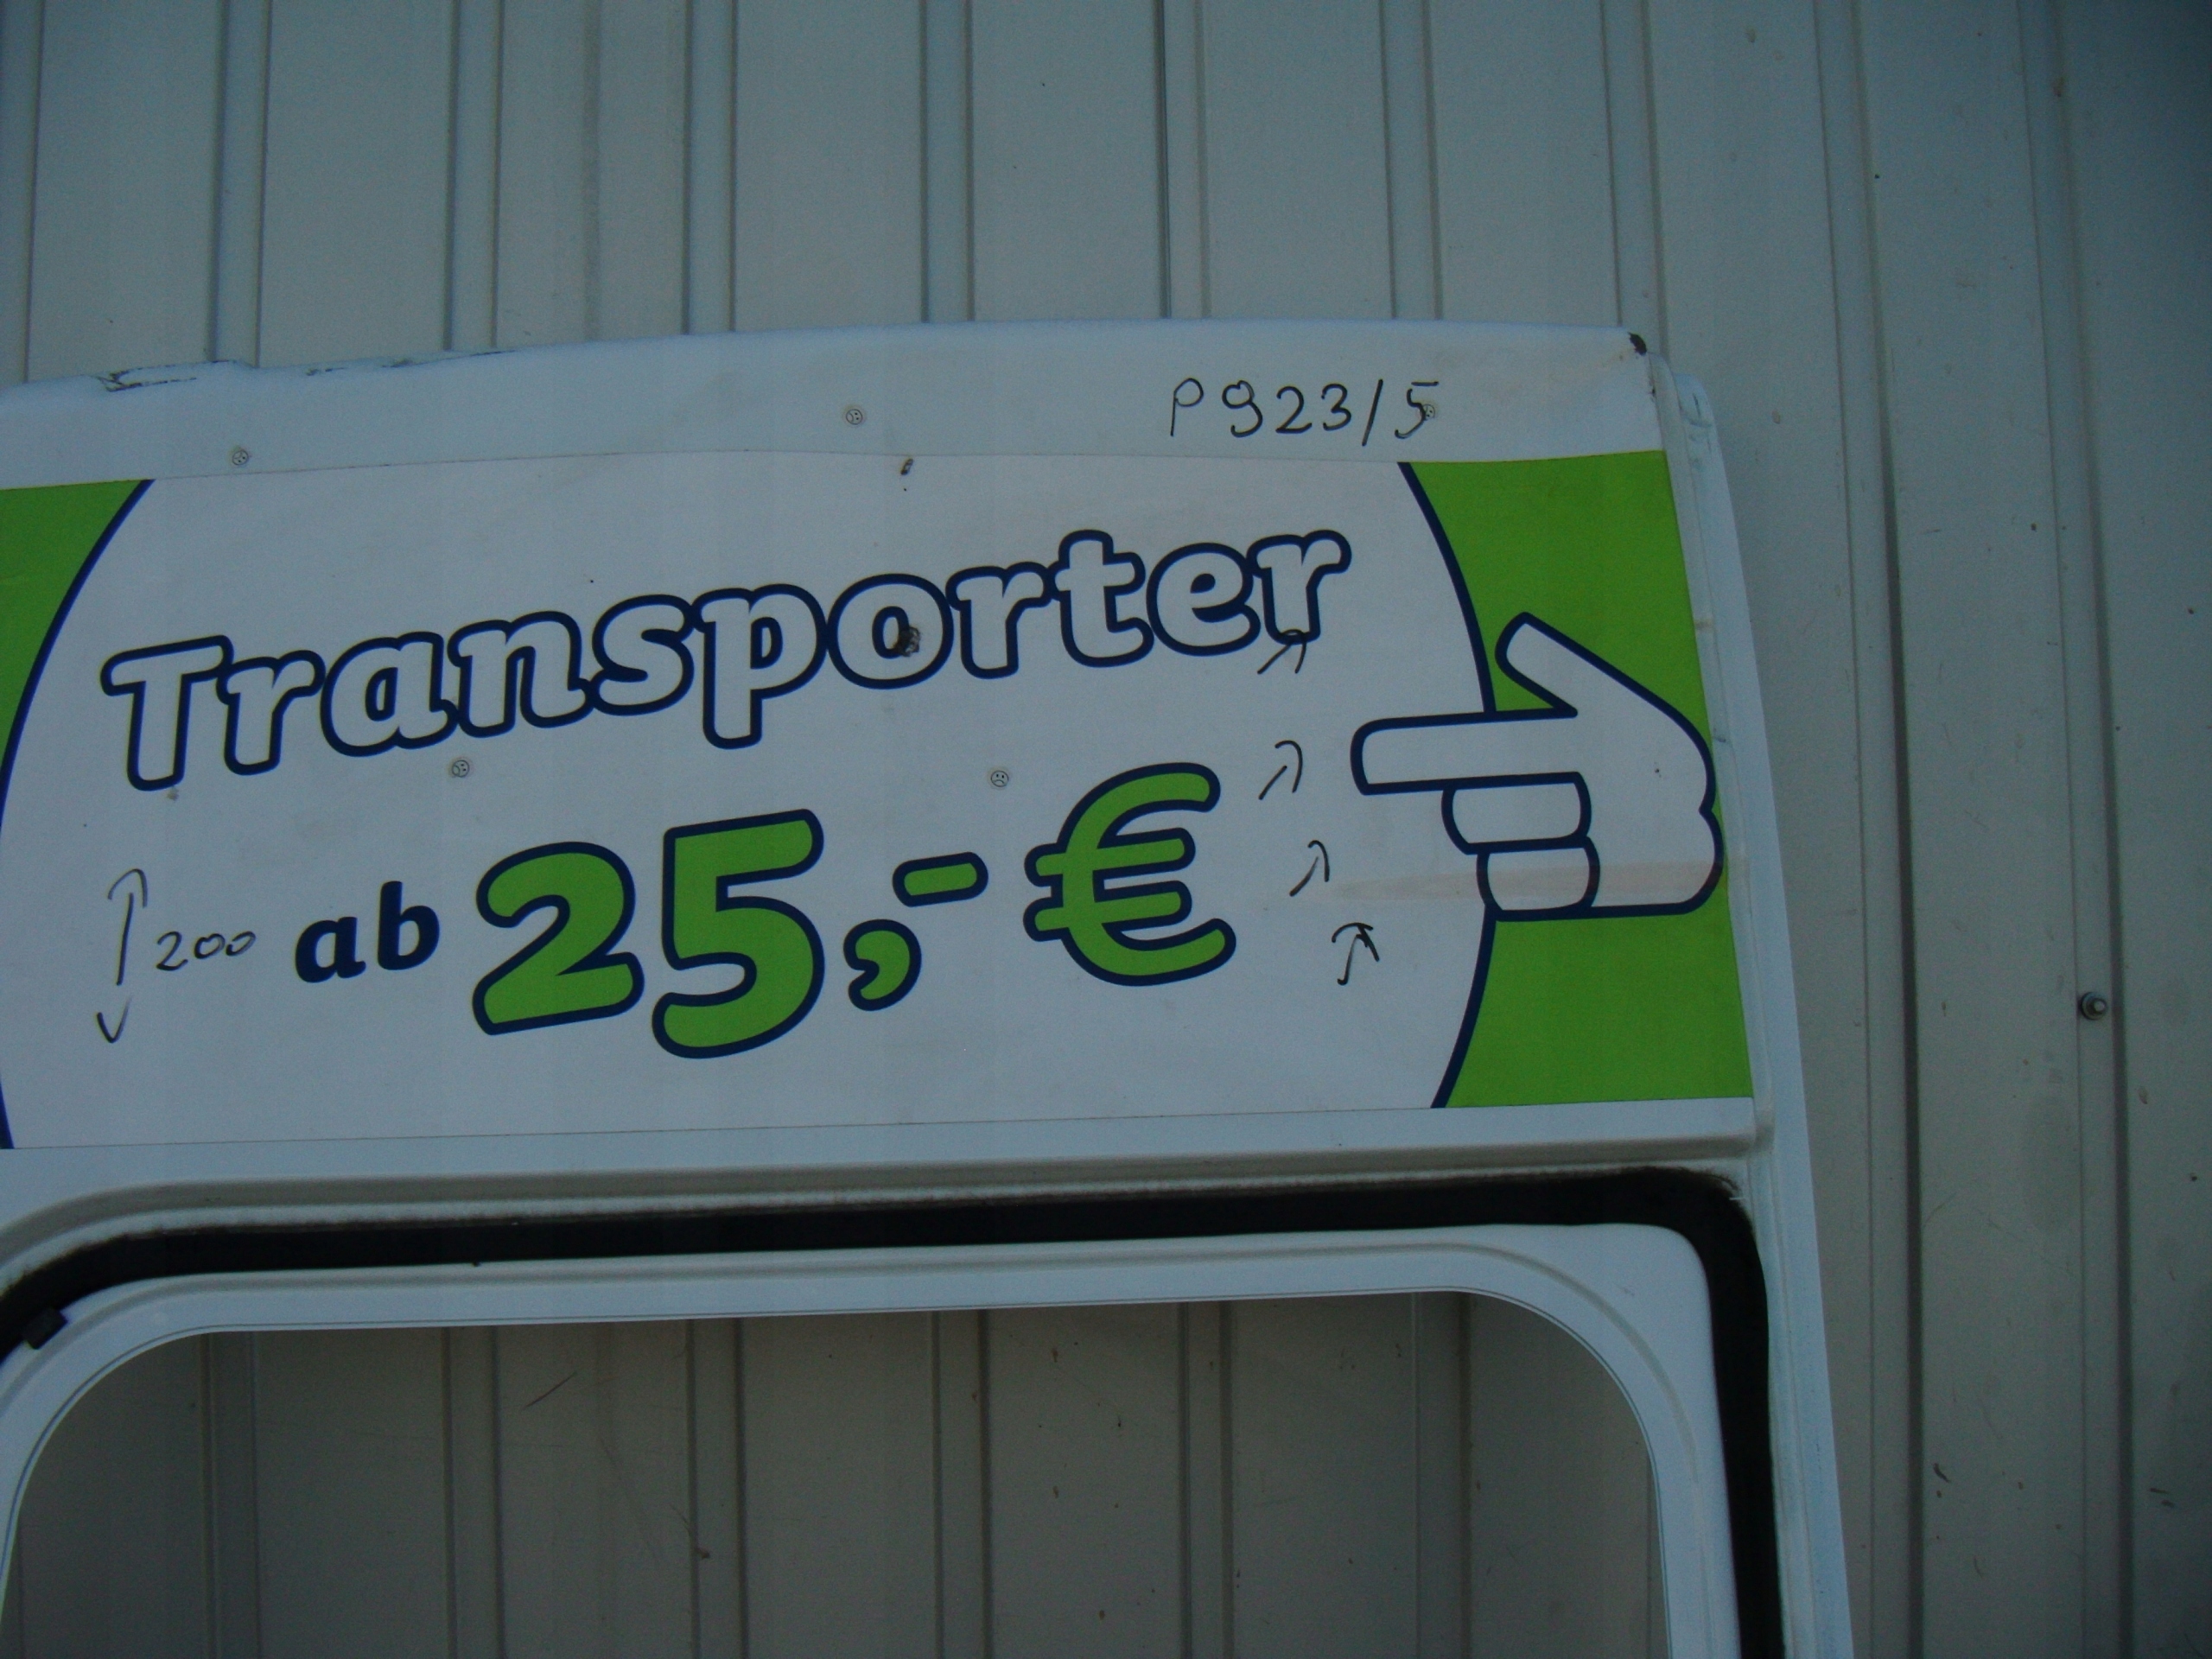 P923/5
Transporter
200 ab 25,-€